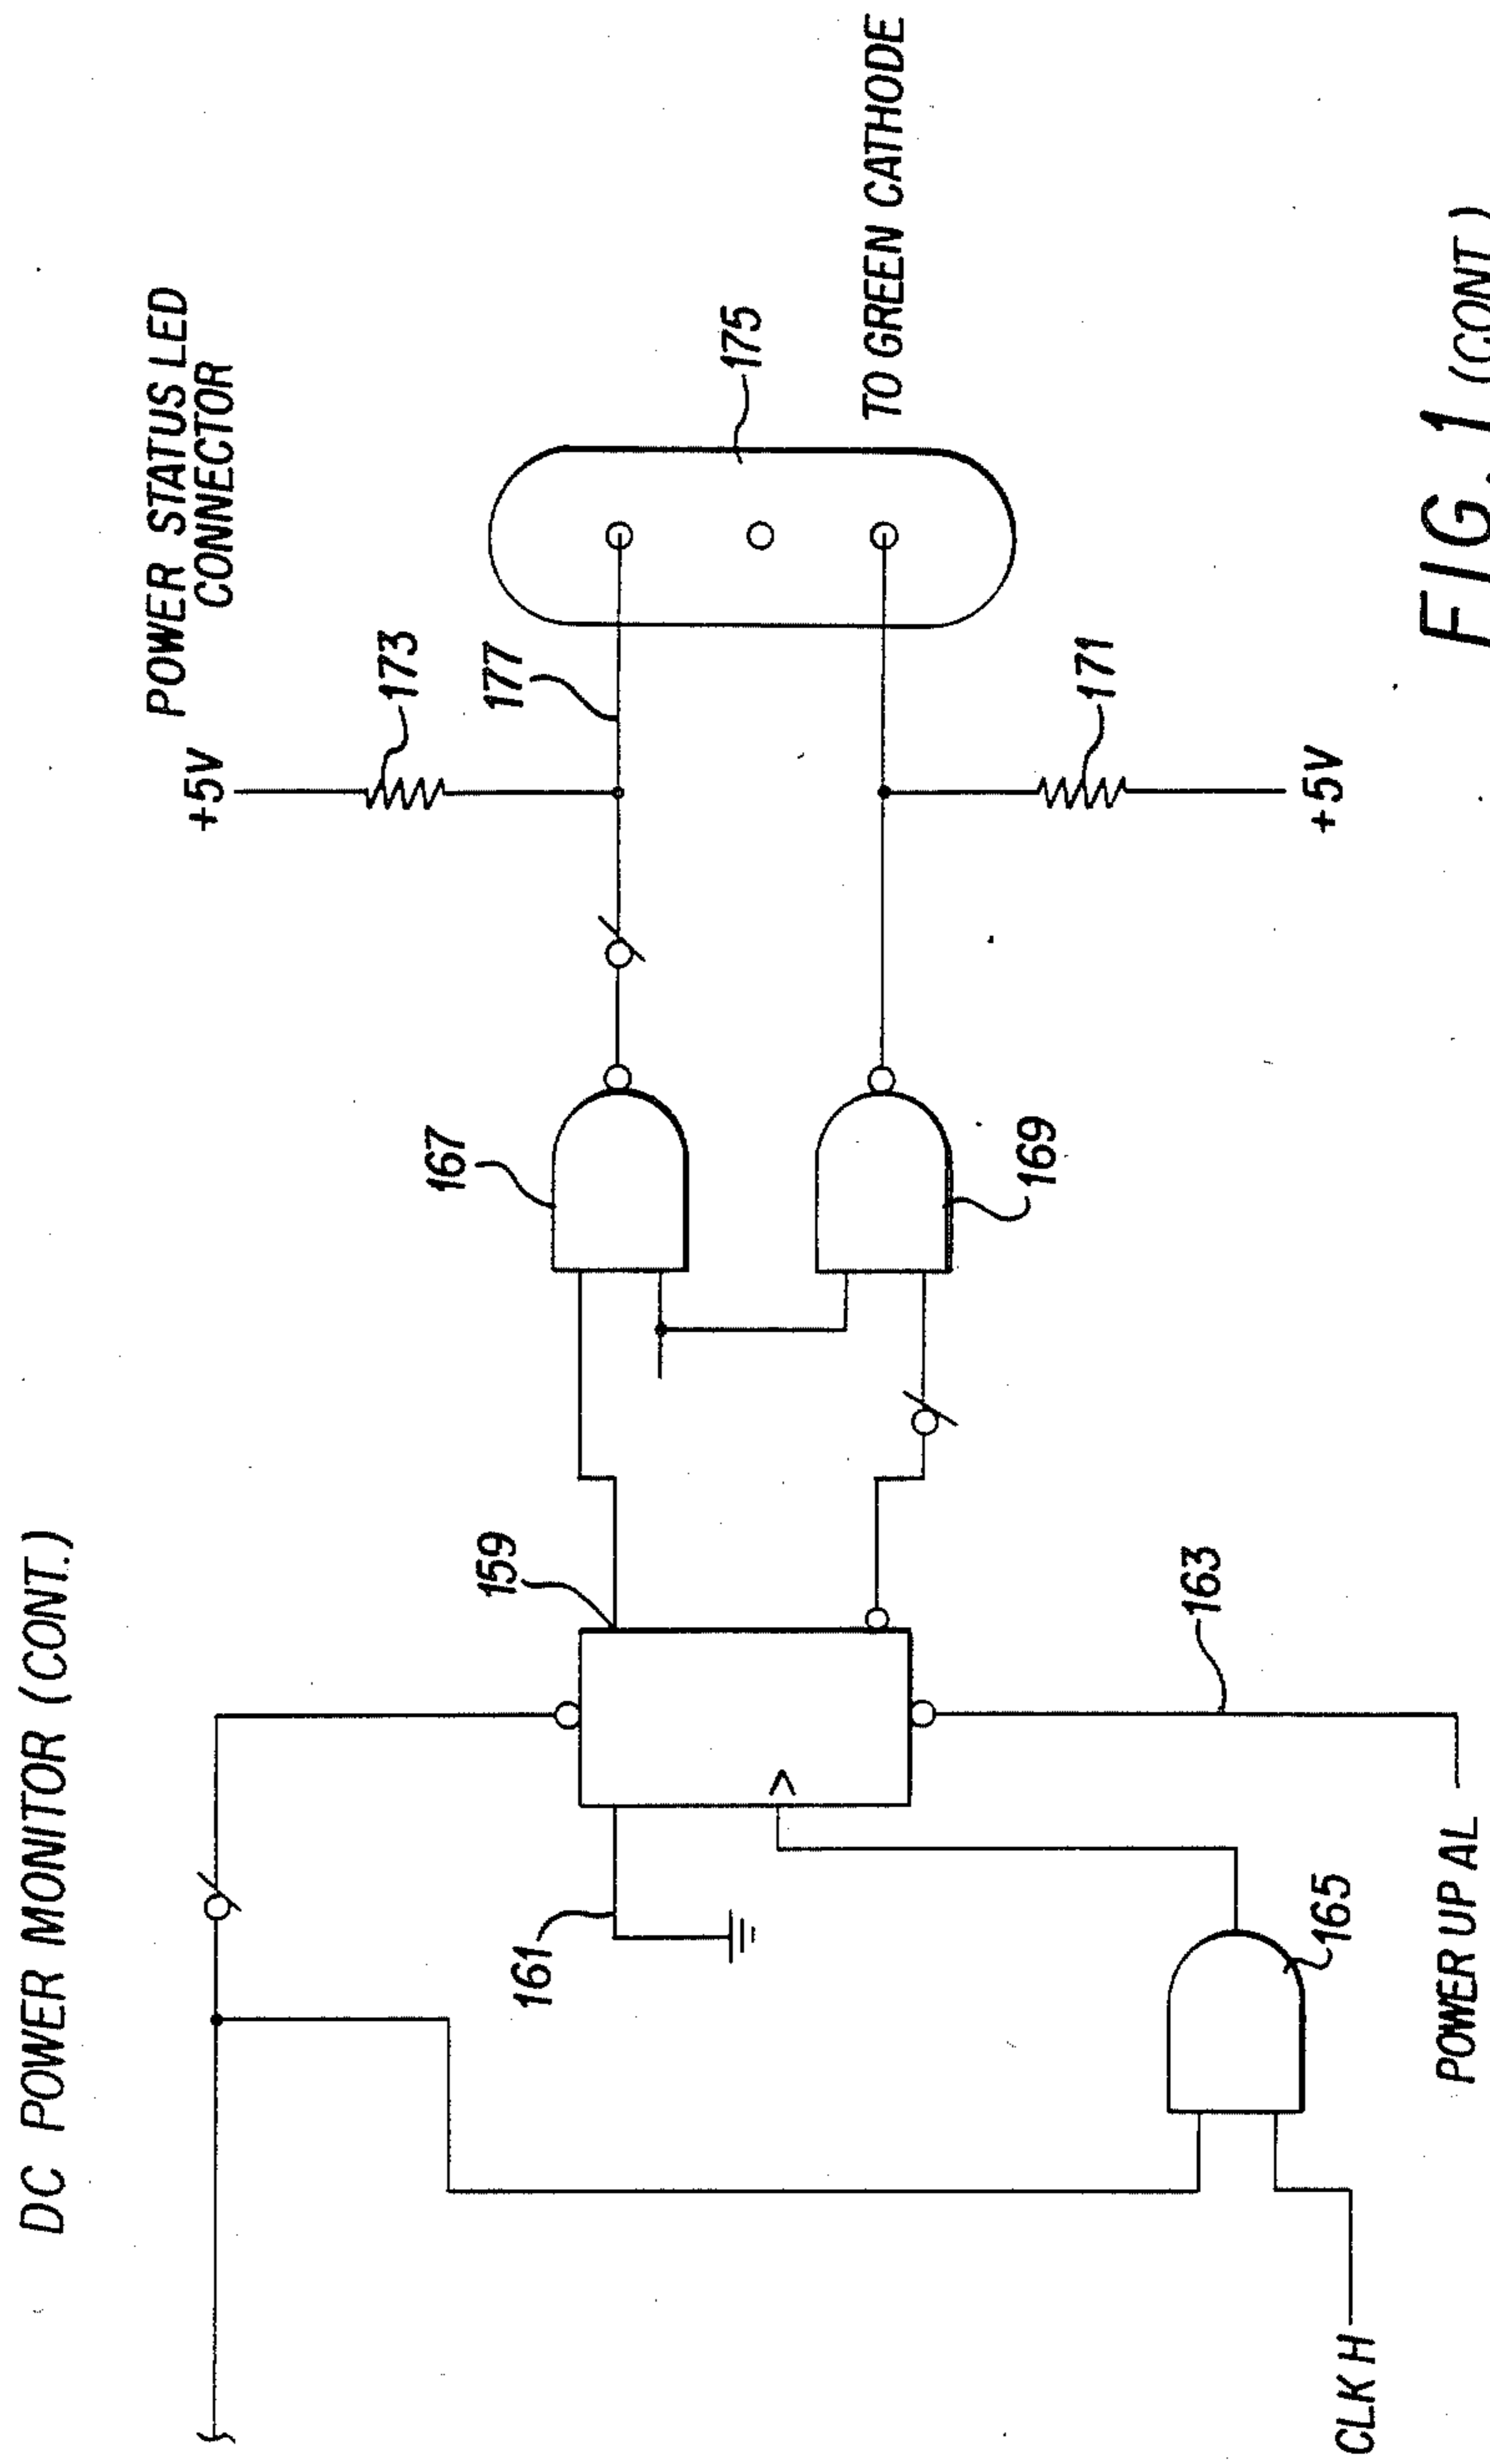 DC POWER MONITOR (CONT.)
POWER STATUS LED
CONNECTOR
+5V
173
177
175
167
159
161
TO GREEN CATHODE
169
171
+5V
163
165
CLK H
POWER UP AL
FIG. 1 (CONT.)